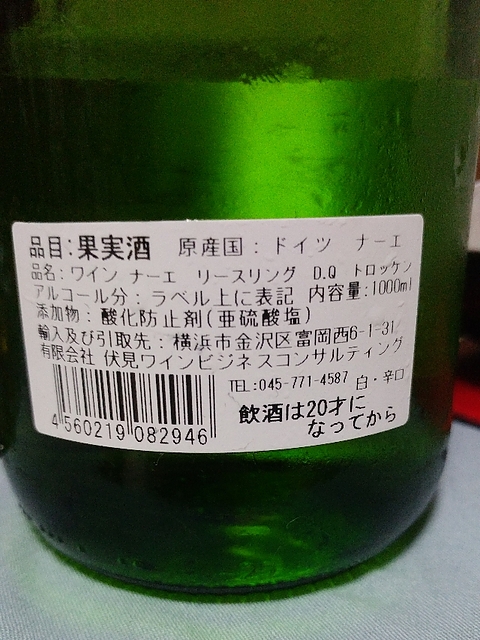 品目:果実酒 原産国:ドイツ ナーエ
品名:ワイン ナーエ リースリング D.Q トロッケン
アルコール分:ラベル上に表記 内容量:1000ml
添加物:酸化防止剤(亜硫酸塩)
輸入及び引取先:横浜市金沢区富岡西6-1-31
有限会社 伏見ワインビジネスコンサルティング
TEL:045-771-4587 白・辛口
飲酒は20才に
なってから
4560219082946